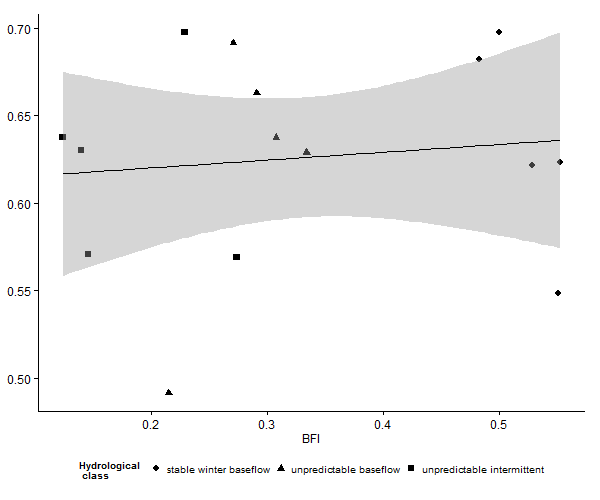 0.70
0.65
0.60
0.55
0.50
0.2 0.3 0.4 0.5
BFI
Hydrological
class
stable winter baseflow unpredictable baseflow unpredictable intermittent